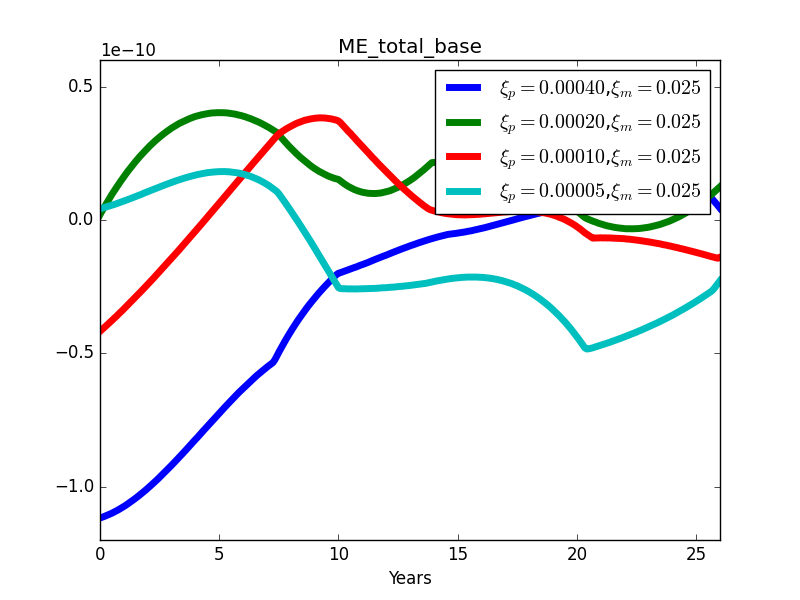 ME_total_base
1e−10
ξp = 0.00040,ξm = 0.025
ξp = 0.00020,ξm = 0.025
ξp = 0.00010,ξm = 0.025
ξp = 0.00005,ξm = 0.025
0.5
0.0
−0.5
−1.0
0 5 10 15 20 25
Years